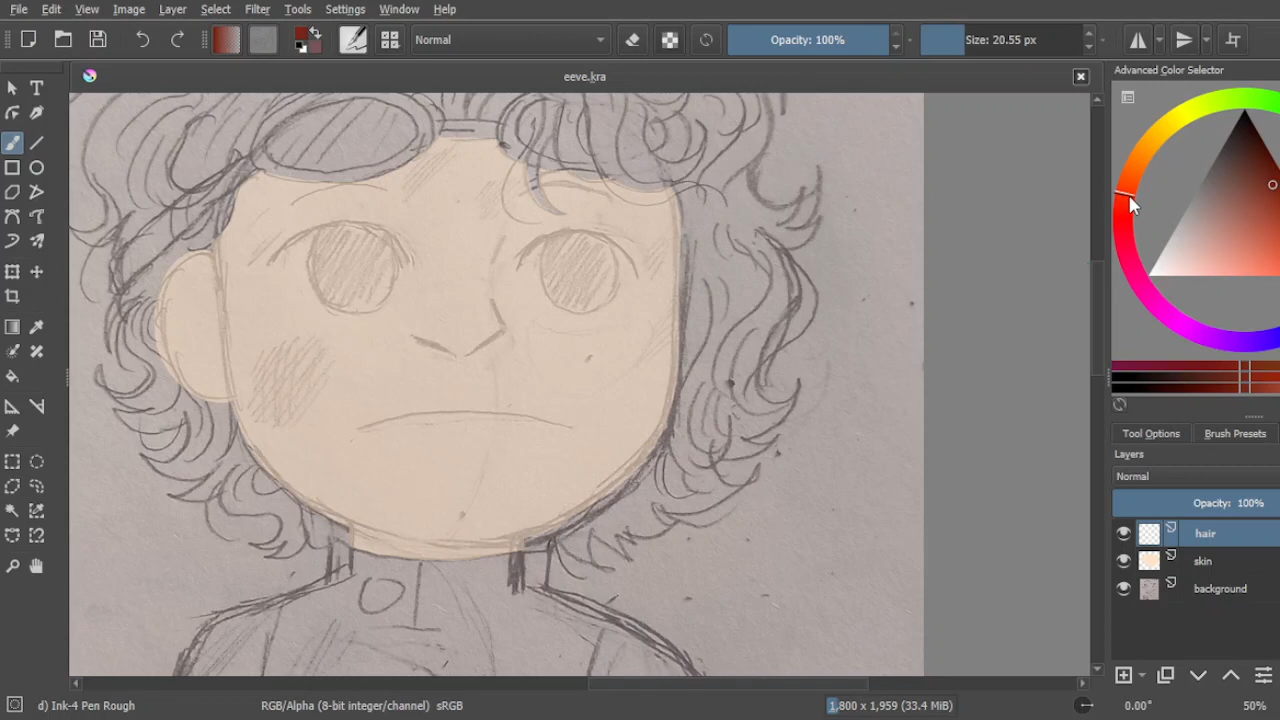 File Edit View Image Layer Select Filter Tools Settings Window Help
Normal Opacity: 100% Size: 20.55 px
eeve.kra
Advanced Color Selector
Tool Options Brush Presets
Layers
Normal
Opacity: 100%
hair
skin
background
d) Ink-4 Pen Rough RGB/Alpha (8-bit integer/channel) sRGB 1,800 x 1,959 (33.4 MiB) 0.00° 50%